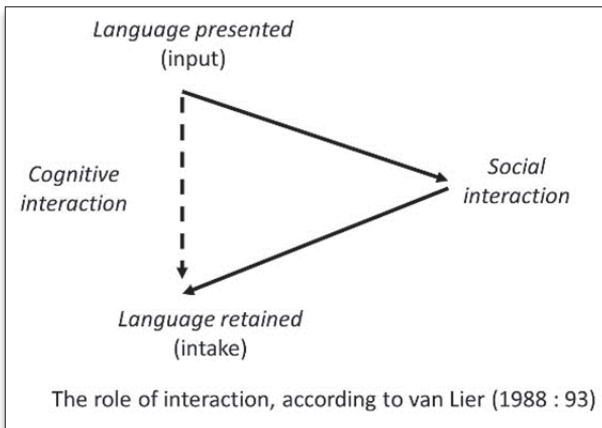 Language presented
(input)
Cognitive
interaction
Social
interaction
Language retained
(intake)
The role of interaction, according to van Lier (1988 : 93)